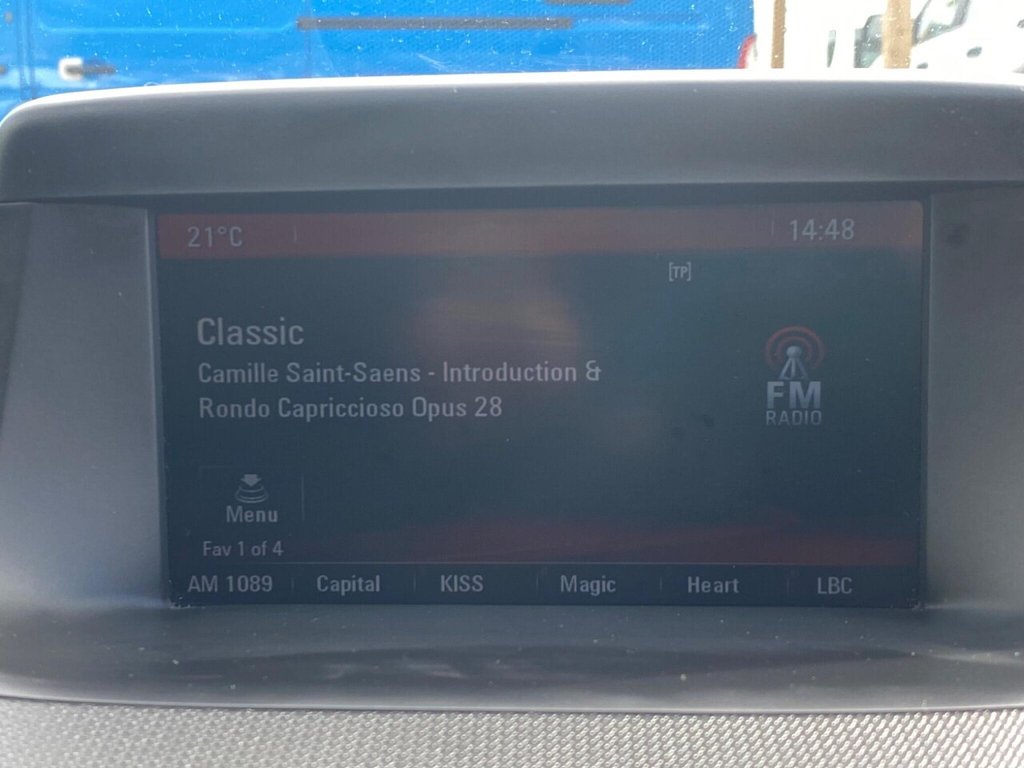 21°C
14:48
[TP]
Classic
Camille Saint-Saens - Introduction &
Rondo Capriccioso Opus 28
FM
RADIO
Menu
Fav 1 of 4
AM 1089 Capital KISS Magic Heart LBC